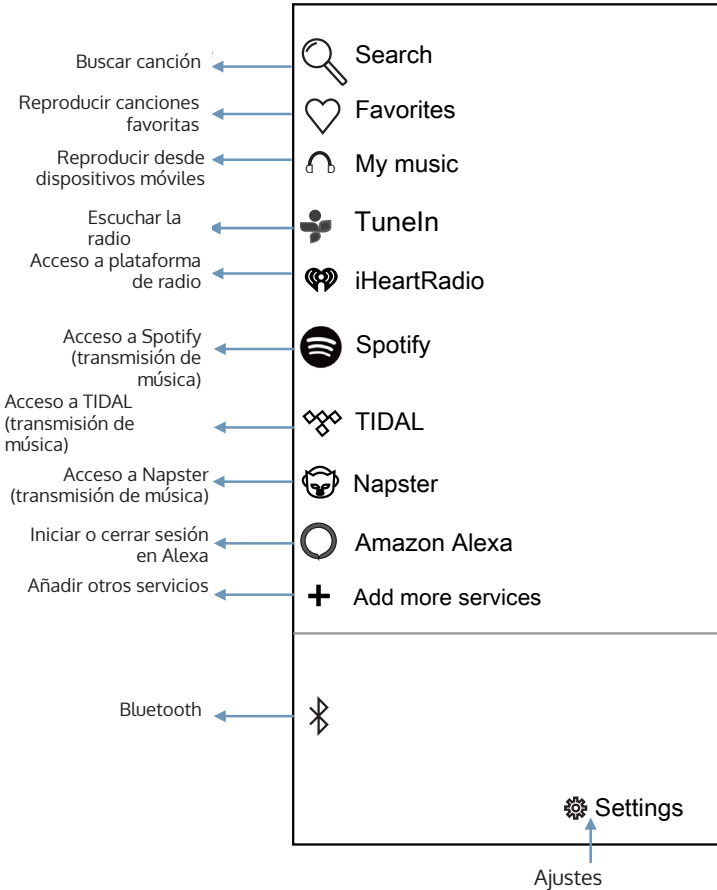 Buscar canción
Search
Reproducir canciones
favoritas
Favorites
Reproducir desde
dispositivos móviles
My music
Escuchar la
radio
TuneIn
Acceso a plataforma
de radio
iHeartRadio
Acceso a Spotify
(transmisión de
música)
Spotify
Acceso a TIDAL
(transmisión de
música)
TIDAL
Acceso a Napster
(transmisión de música)
Napster
Iniciar o cerrar sesión
en Alexa
Amazon Alexa
Añadir otros servicios
Add more services
Bluetooth
Settings
Ajustes